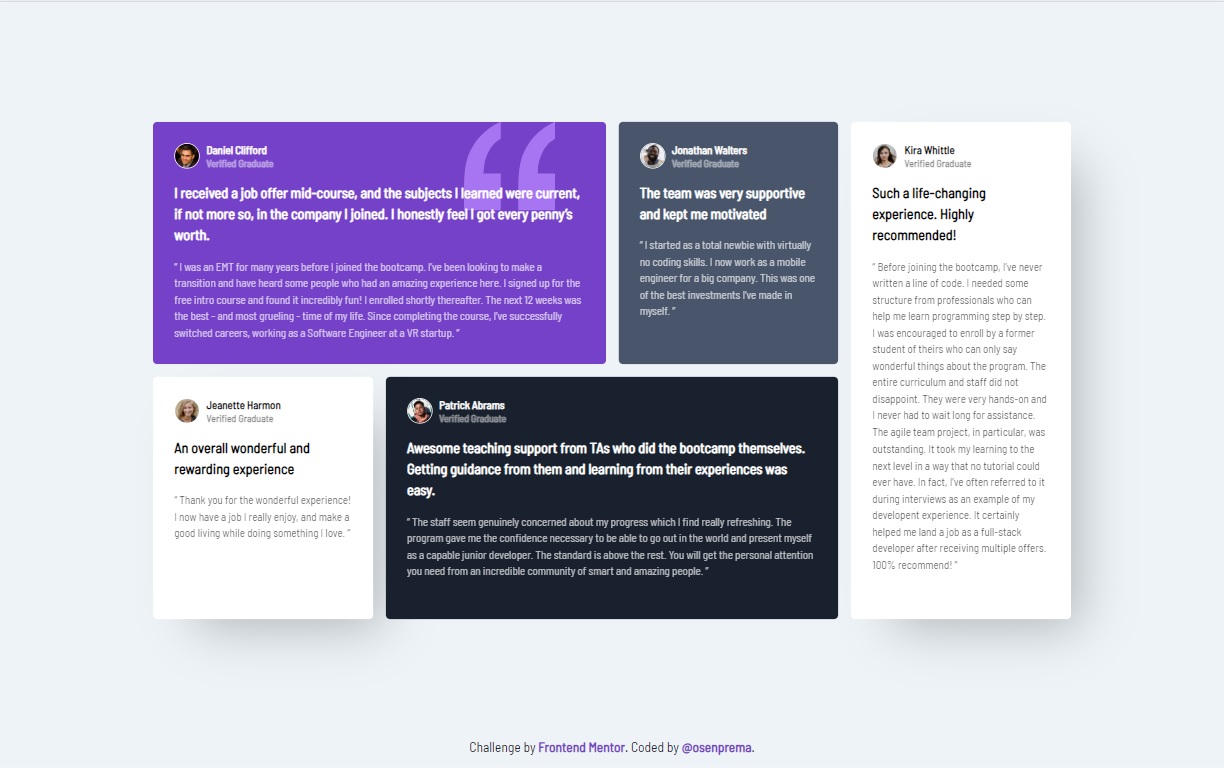 Daniel Clifford
Verified Graduate
I received a job offer mid-course, and the subjects I learned were current,
if not more so, in the company I joined. I honestly feel I got every penny’s
worth.
“ I was an EMT for many years before I joined the bootcamp. I’ve been looking to make a
transition and have heard some people who had an amazing experience here. I signed up for the
free intro course and found it incredibly fun! I enrolled shortly thereafter. The next 12 weeks was
the best - and most grueling - time of my life. Since completing the course, I’ve successfully
switched careers, working as a Software Engineer at a VR startup. ”
Jonathan Walters
Verified Graduate
The team was very supportive
and kept me motivated
“ I started as a total newbie with virtually
no coding skills. I now work as a mobile
engineer for a big company. This was one
of the best investments I’ve made in
myself. ”
Kira Whittle
Verified Graduate
Such a life-changing
experience. Highly
recommended!
“ Before joining the bootcamp, I’ve never
written a line of code. I needed some
structure from professionals who can
help me learn programming step by step.
I was encouraged to enroll by a former
student of theirs who can only say
wonderful things about the program. The
entire curriculum and staff did not
disappoint. They were very hands-on and
I never had to wait long for assistance.
The agile team project, in particular, was
outstanding. It took my learning to the
next level in a way that no tutorial could
ever have. In fact, I’ve often referred to it
during interviews as an example of my
developent experience. It certainly
helped me land a job as a full-stack
developer after receiving multiple offers.
100% recommend! ”
Jeanette Harmon
Verified Graduate
An overall wonderful and
rewarding experience
“ Thank you for the wonderful experience!
I now have a job I really enjoy, and make a
good living while doing something I love. ”
Patrick Abrams
Verified Graduate
Awesome teaching support from TAs who did the bootcamp themselves.
Getting guidance from them and learning from their experiences was
easy.
“ The staff seem genuinely concerned about my progress which I find really refreshing. The
program gave me the confidence necessary to be able to go out in the world and present myself
as a capable junior developer. The standard is above the rest. You will get the personal attention
you need from an incredible community of smart and amazing people. ”
Challenge by Frontend Mentor. Coded by @osenprema.